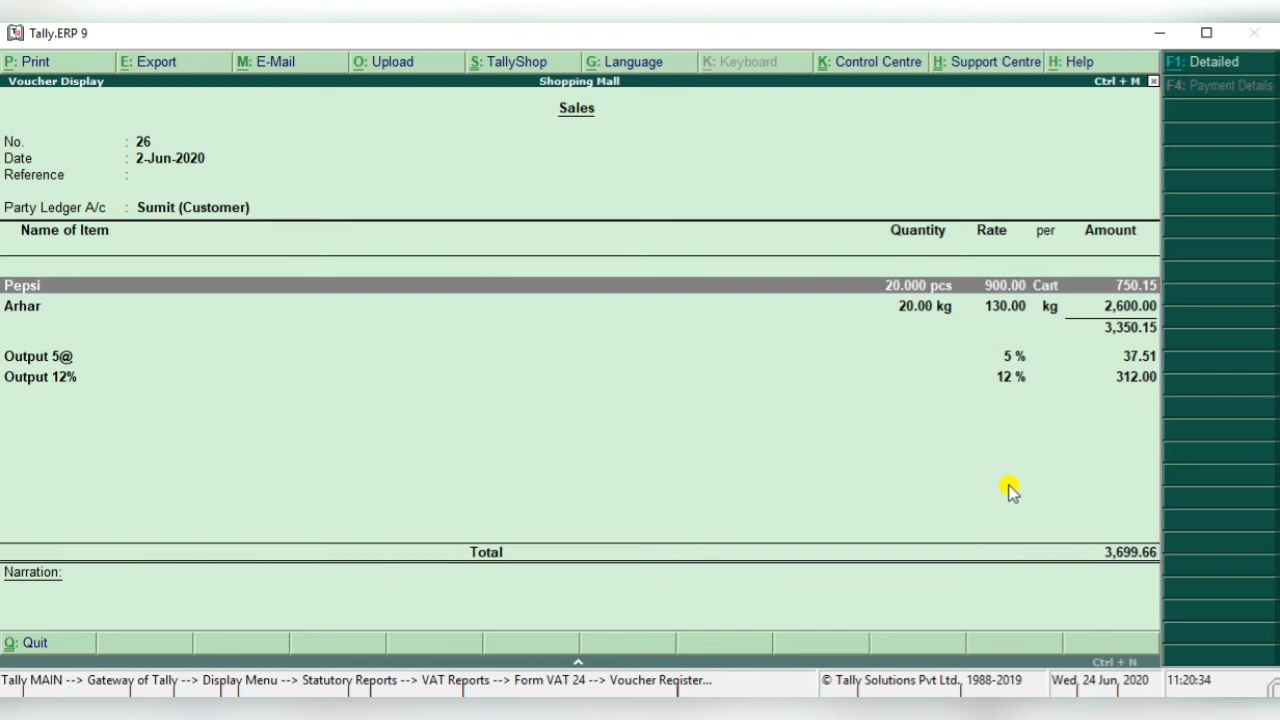 Tally.ERP 9
P: Print E: Export M: E-Mail O: Upload S: TallyShop G: Language K: Keyboard K: Control Centre H: Support Centre H: Help F1: Detailed
Voucher Display Shopping Mall Ctrl + M F4: Payment Details
Sales
No. : 26
Date : 2-Jun-2020
Reference :
Party Ledger A/c : Sumit (Customer)
Name of Item Quantity Rate per Amount
Pepsi 20.000 pcs 900.00 Cart 750.15
Arhar 20.00 kg 130.00 kg 2,600.00
3,350.15
Output 5@ 5 % 37.51
Output 12% 12 % 312.00
Total 3,699.66
Narration:
Q: Quit
Ctrl + N
Tally MAIN --> Gateway of Tally --> Display Menu --> Statutory Reports --> VAT Reports --> Form VAT 24 --> Voucher Register... © Tally Solutions Pvt Ltd., 1988-2019 Wed, 24 Jun, 2020 11:20:34